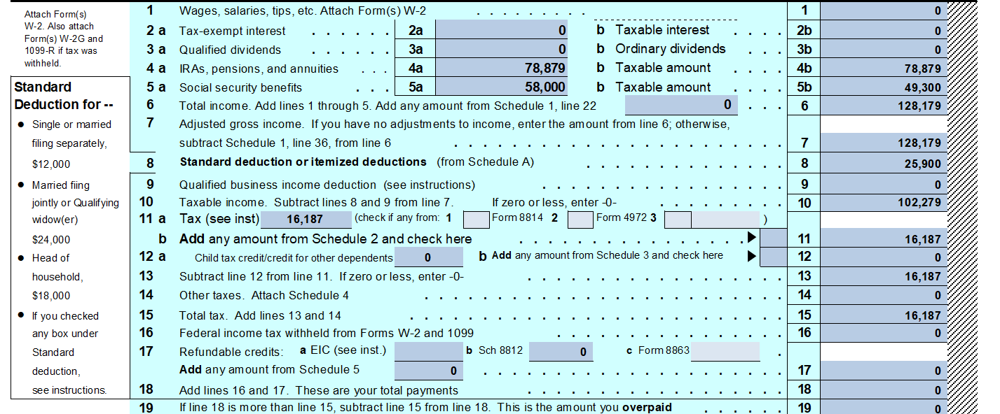 Attach Form(s)
W-2. Also attach
Form(s) W-2G and
1099-R if tax was
withheld.
Standard
Deduction for --
● Single or married
filing separately,
$12,000
● Married fiing
jointly or Qualifying
widow(er)
$24,000
● Head of
household,
$18,000
● If you checked
any box under
Standard
deduction,
see instructions.
1 Wages, salaries, tips, etc. Attach Form(s) W-2 . . . . . . . . . 1 0
2 a Tax-exempt interest . . . . . . 2a 0 b Taxable interest . . . . 2b 0
3 a Qualified dividends . . . . . . 3a 0 b Ordinary dividends . . . 3b 0
4 a IRAs, pensions, and annuities . . . 4a 78,879 b Taxable amount . . . . 4b 78,879
5 a Social security benefits . . . 5a 58,000 b Taxable amount . . . . 5b 49,300
6 Total income. Add lines 1 through 5. Add any amount from Schedule 1, line 22 0 . . . 6 128,179
7 Adjusted gross income. If you have no adjustments to income, enter the amount from line 6; otherwise,
subtract Schedule 1, line 36, from line 6 . . . . . . . . . . . . . . . . . . . 7 128,179
8 Standard deduction or itemized deductions (from Schedule A) . . . . . . . . . . . . 8 25,900
9 Qualified business income deduction (see instructions) . . . . . . . . . . . . . . 9 0
10 Taxable income. Subtract lines 8 and 9 from line 7. If zero or less, enter -0- . . . . . . . . 10 102,279
11 a Tax (see inst) 16,187 (check if any from: 1 Form 8814 2 Form 4972 3 )
b Add any amount from Schedule 2 and check here . . . . . . . . . . . . . . ▶ 11 16,187
12 a Child tax credit/credit for other dependents 0 b Add any amount from Schedule 3 and check here ▶ 12 0
13 Subtract line 12 from line 11. If zero or less, enter -0- . . . . . . . . . . . . . . . 13 16,187
14 Other taxes. Attach Schedule 4 . . . . . . . . . . . . . . . . . . . . 14 0
15 Total tax. Add lines 13 and 14 . . . . . . . . . . . . . . . . . . . . . 15 16,187
16 Federal income tax withheld from Forms W-2 and 1099 . . . . . . . . . . . . . 16 0
17 Refundable credits: a EIC (see inst.) b Sch 8812 0 c Form 8863 .
Add any amount from Schedule 5 0 . . . . . . . . . . . . . . . . . 17 0
18 Add lines 16 and 17. These are your total payments . . . . . . . . . . . . . . . 18 0
19 If line 18 is more than line 15, subtract line 15 from line 18. This is the amount you overpaid . . . . . . 19 0